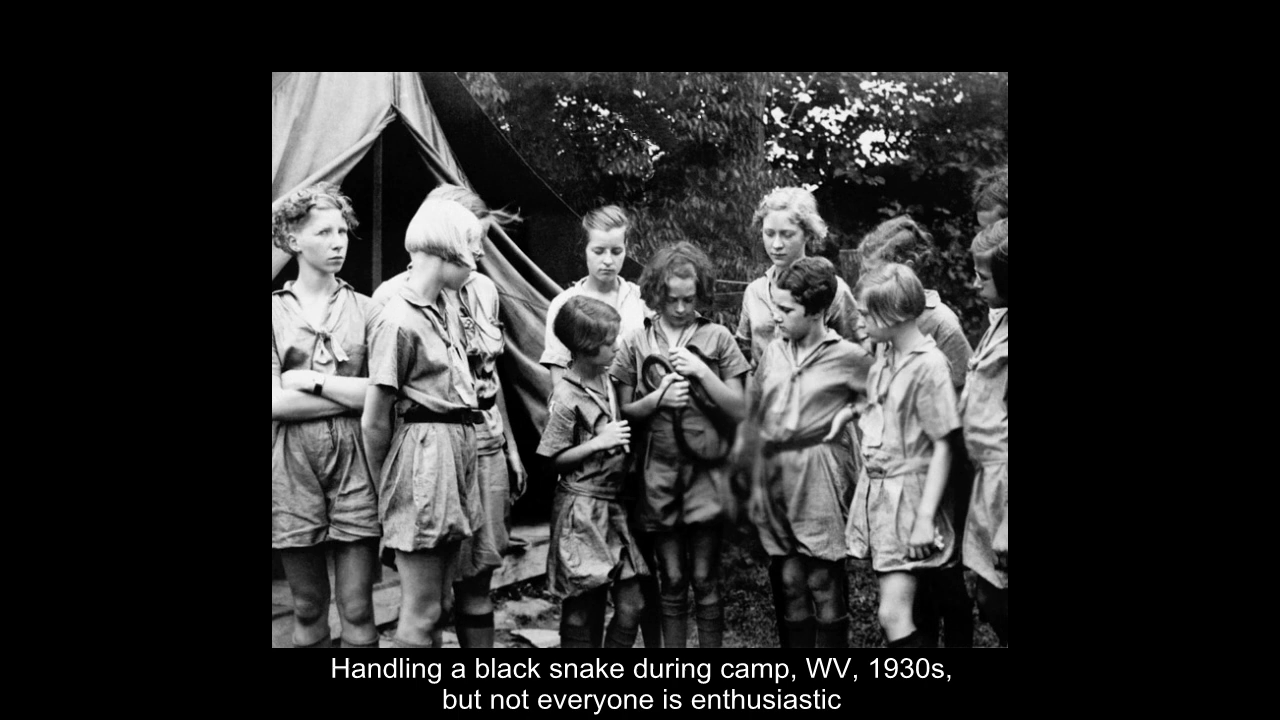 Handling a black snake during camp, WV, 1930s,
but not everyone is enthusiastic